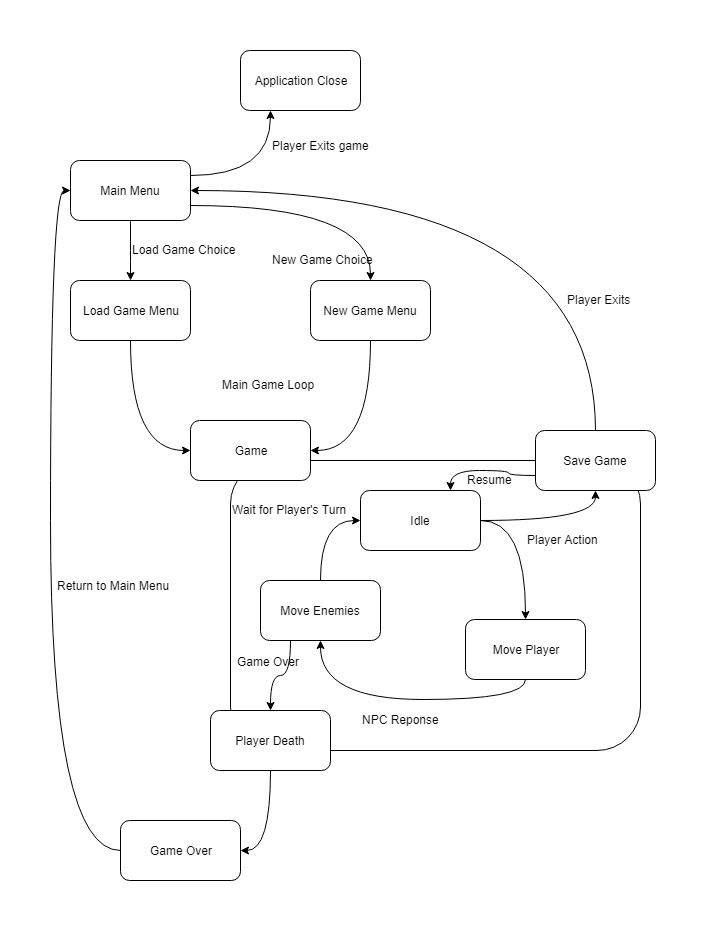 Application Close
Player Exits game
Main Menu
Load Game Choice
New Game Choice
Load Game Menu
New Game Menu
Player Exits
Main Game Loop
Game
Save Game
Resume
Wait for Player's Turn
Idle
Player Action
Return to Main Menu
Move Enemies
Move Player
Game Over
NPC Reponse
Player Death
Game Over